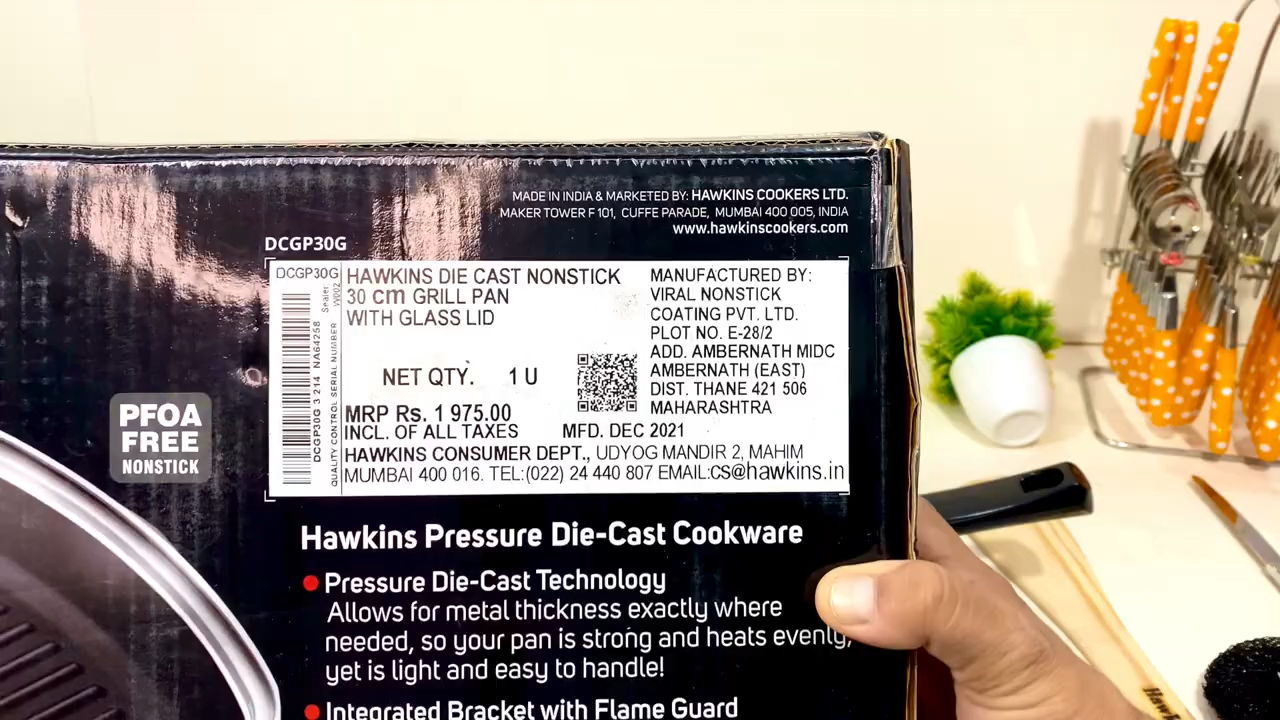 MADE IN INDIA & MARKETED BY: HAWKINS COOKERS LTD.
MAKER TOWER F 101, CUFFE PARADE, MUMBAI 400 005, INDIA
www.hawkinscookers.com
DCGP30G
DCGP30G
Sealer
W002
DCGP30G 3 214 NA64258
QUALITY CONTROL SERIAL NUMBER
HAWKINS DIE CAST NONSTICK
30 cm GRILL PAN
WITH GLASS LID
NET QTY. 1 U
MRP Rs. 1 975.00
INCL. OF ALL TAXES
MFD. DEC 2021
MANUFACTURED BY:
VIRAL NONSTICK
COATING PVT. LTD.
PLOT NO. E-28/2
ADD. AMBERNATH MIDC
AMBERNATH (EAST)
DIST. THANE 421 506
MAHARASHTRA
HAWKINS CONSUMER DEPT., UDYOG MANDIR 2, MAHIM
MUMBAI 400 016. TEL:(022) 24 440 807 EMAIL:cs@hawkins.in
PFOA
FREE
NONSTICK
Hawkins Pressure Die-Cast Cookware
Pressure Die-Cast Technology
Allows for metal thickness exactly where
needed, so your pan is strong and heats evenly,
yet is light and easy to handle!
Integrated Bracket with Flame Guard